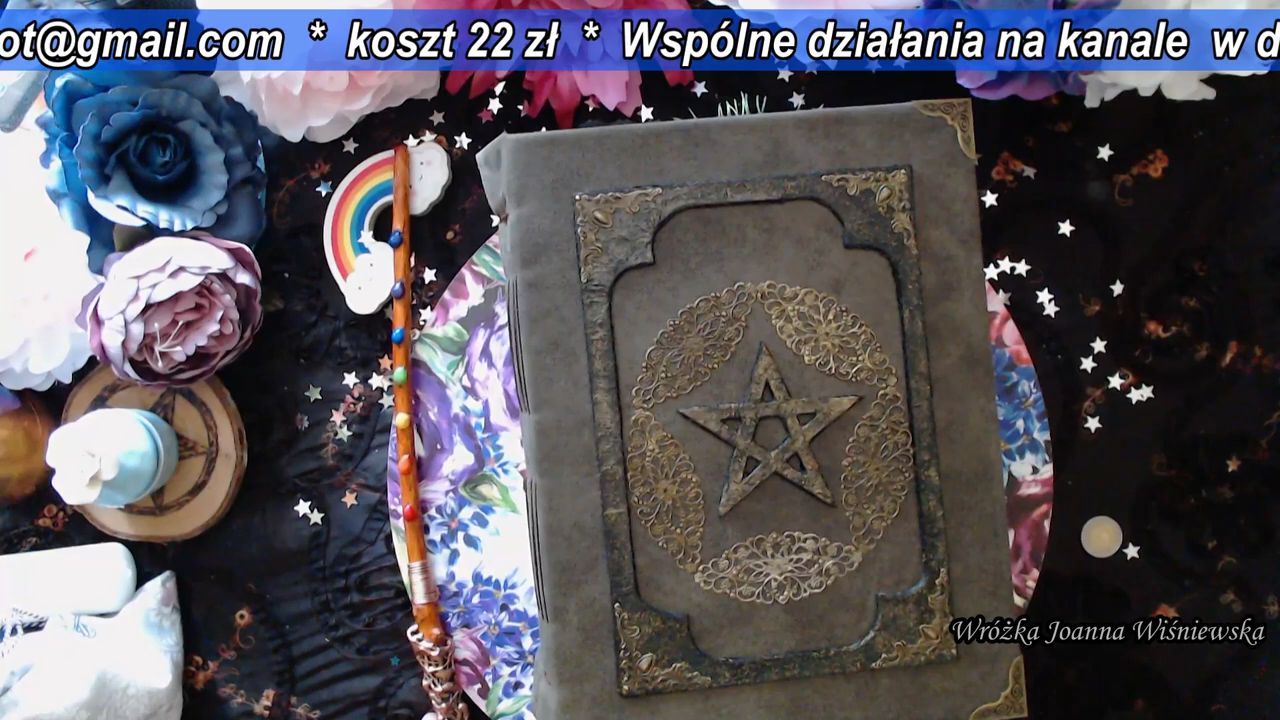 ot@gmail.com * koszt 22 zł * Wspólne działania na kanale w d
Wróżka Joanna Wiśniewska